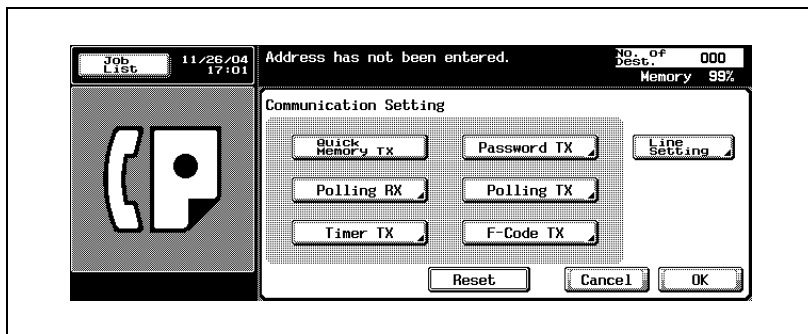 Job List
11/26/04
17:01
Address has not been entered.
No. of Dest.
000
Memory 99%
Communication Setting
Quick Memory TX
Password TX
Line Setting
Polling RX
Polling TX
Timer TX
F-Code TX
Reset
Cancel
OK